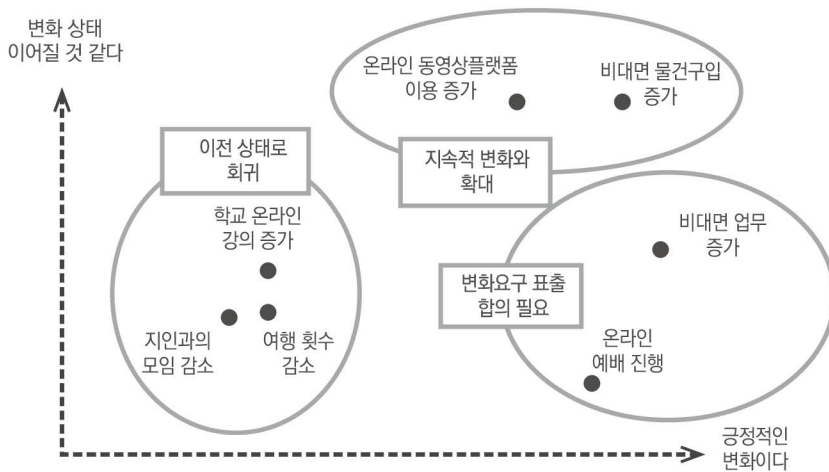 변화 상태
이어질 것 같다
온라인 동영상플랫폼
이용 증가
비대면 물건구입
증가
이전 상태로
회귀
지속적 변화와
확대
학교 온라인
강의 증가
비대면 업무
증가
변화요구 표출
합의 필요
지인과의
모임 감소
여행 횟수
감소
온라인
예배 진행
긍정적인
변화이다